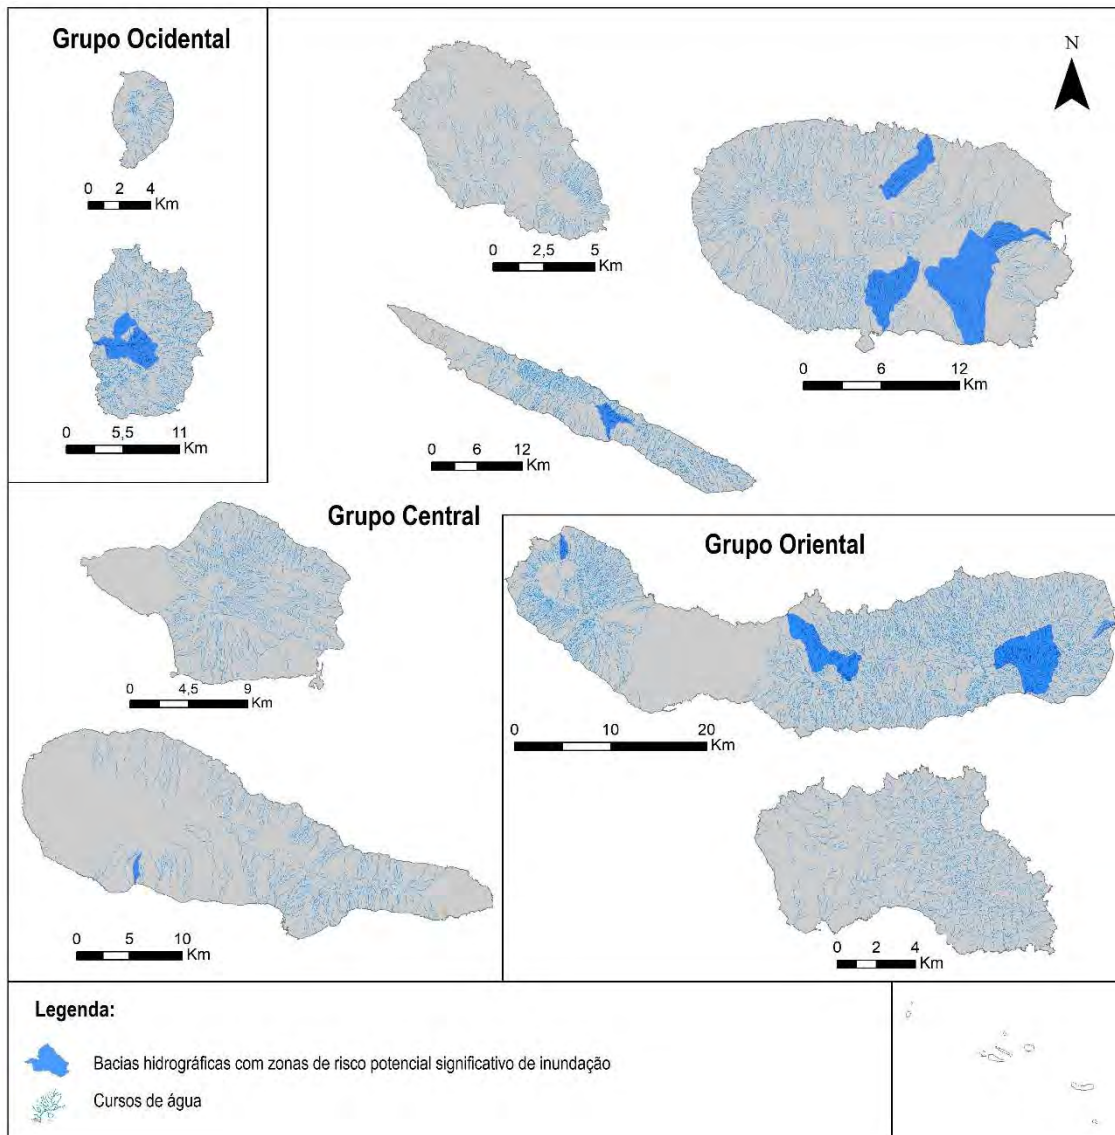 Grupo Ocidental
N
0 2 4
Km
0 2,5 5
Km
0 6 12
Km
0 5,5 11
Km
0 6 12
Km
Grupo Central
Grupo Oriental
0 4,5 9
Km
0 10 20
Km
0 5 10
Km
0 2 4
Km
Legenda:
Bacias hidrográficas com zonas de risco potencial significativo de inundação
Cursos de água